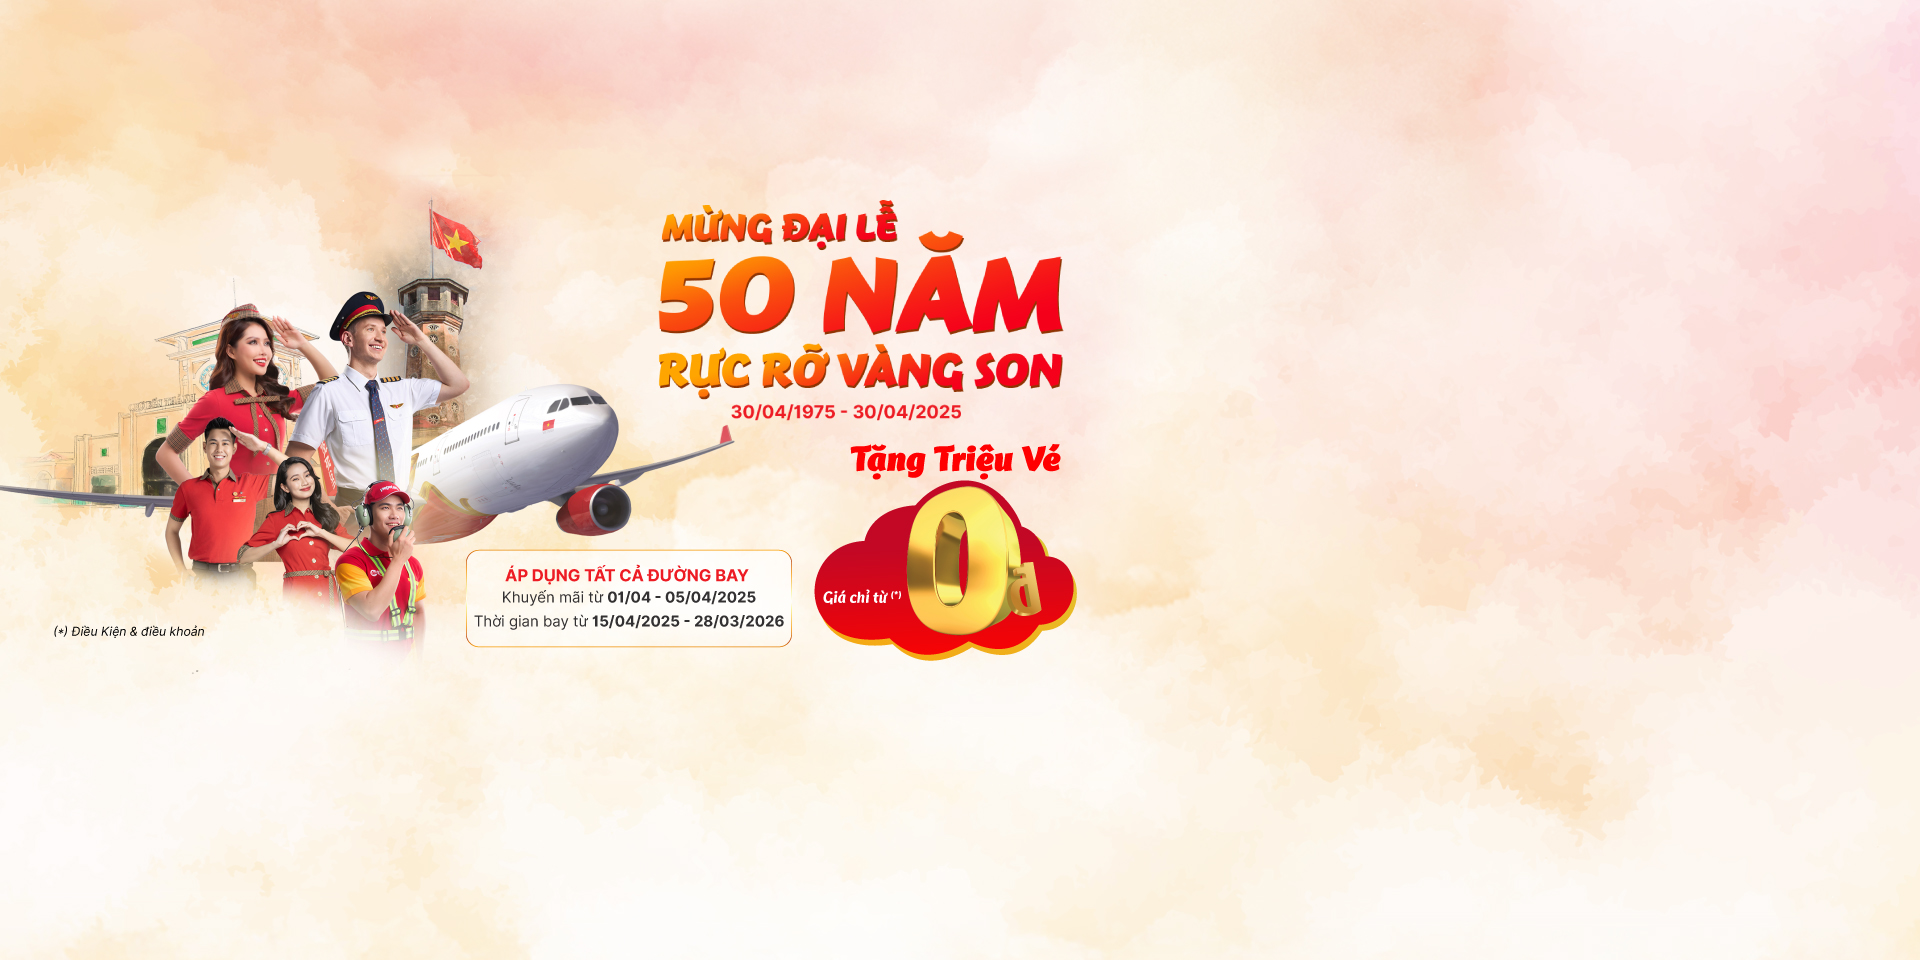 MỪNG ĐẠI LỄ
50 NĂM
RỰC RỠ VÀNG SON
30/04/1975 - 30/04/2025
Tặng Triệu Vé
Giá chỉ từ (*)
0đ
ÁP DỤNG TẤT CẢ ĐƯỜNG BAY
Khuyến mãi từ 01/04 - 05/04/2025
Thời gian bay từ 15/04/2025 - 28/03/2026
(*) Điều Kiện & điều khoản